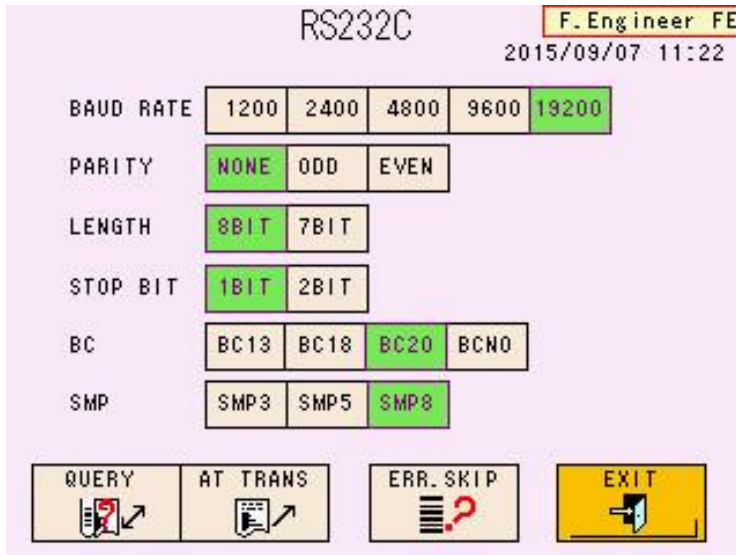 RS232C
F.Engineer FE
2015/09/07 11:22
BAUD RATE 1200 2400 4800 9600 19200
PARITY NONE ODD EVEN
LENGTH 8BIT 7BIT
STOP BIT 1BIT 2BIT
BC BC13 BC18 BC20 BCNO
SMP SMP3 SMP5 SMP8
QUERY AT TRANS ERR.SKIP EXIT